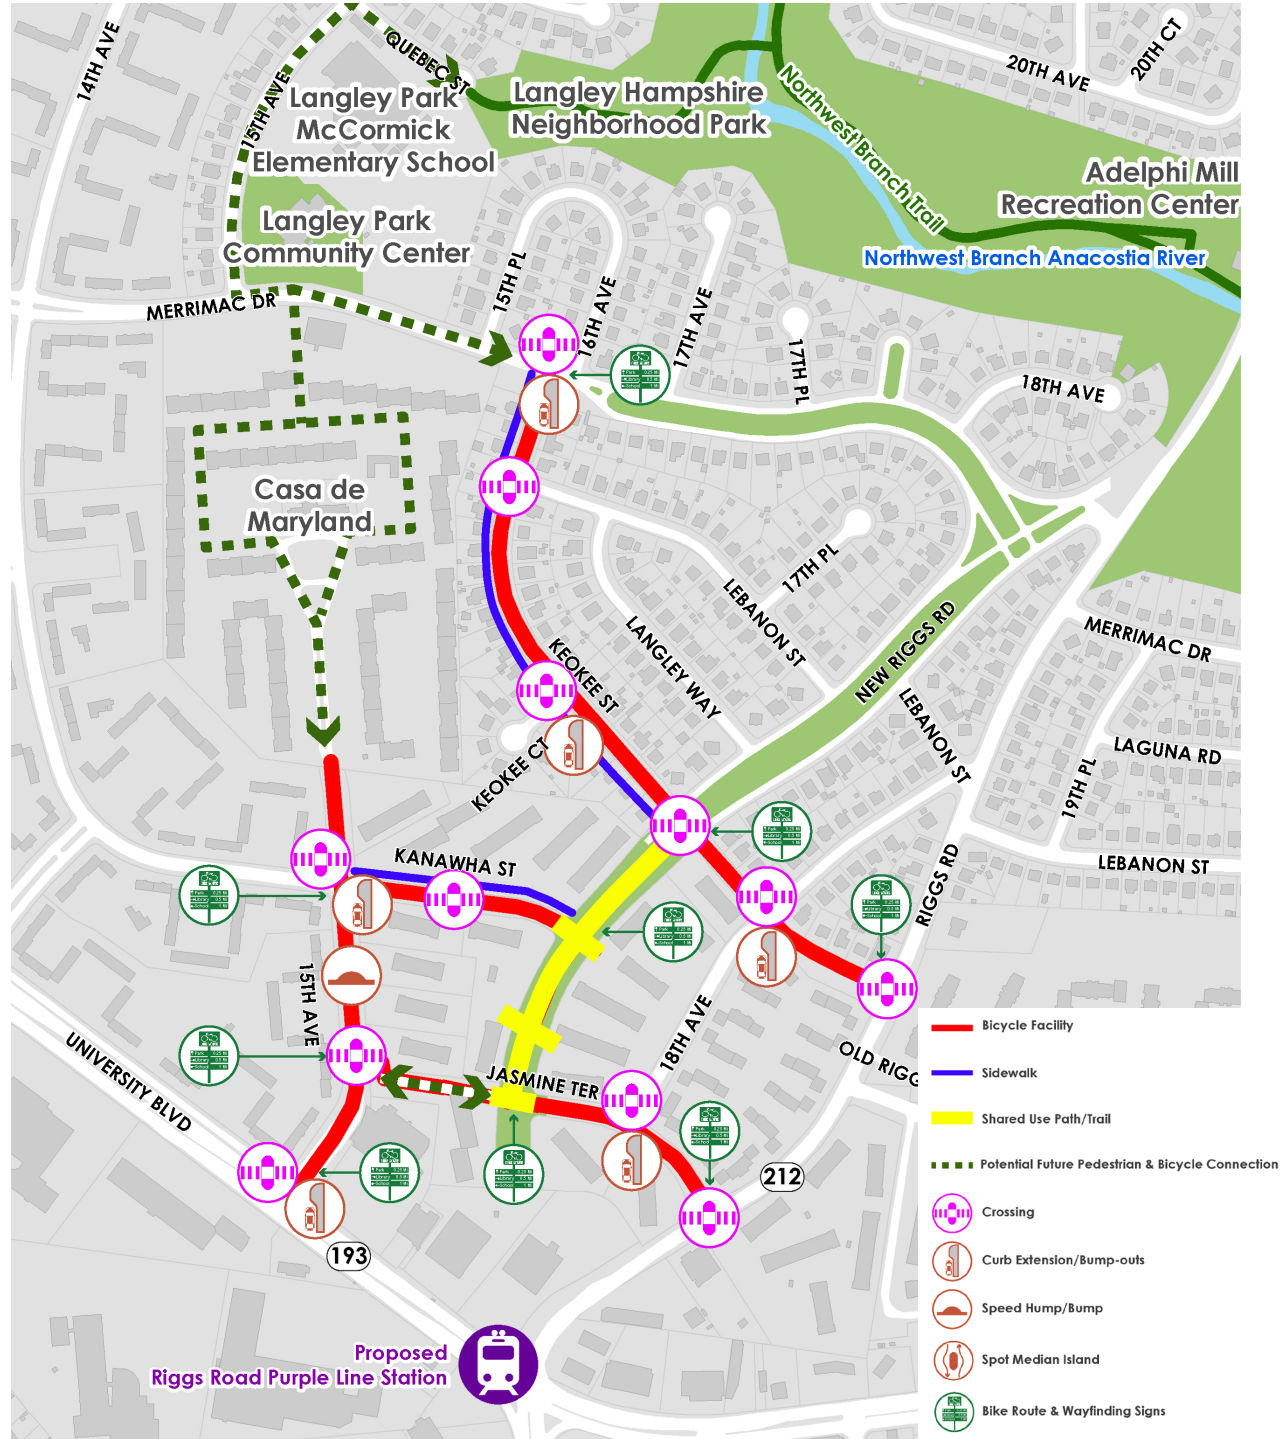 14TH AVE
QUEBEC ST
15TH AVE
Langley Park
McCormick
Elementary School
Langley Hampshire
Neighborhood Park
20TH AVE
20TH CT
Northwest Branch Trail
Adelphi Mill
Recreation Center
Northwest Branch Anacostia River
Langley Park
Community Center
MERRIMAC DR
15TH PL
16TH AVE
17TH AVE
17TH PL
18TH AVE
Casa de
Maryland
17TH PL
LEBANON ST
LANGLEY WAY
KEOKEE ST
KEOKEE CT
NEW RIGGS RD
MERRIMAC DR
LEBANON ST
LAGUNA RD
19TH PL
LEBANON ST
RIGGS RD
KANAWHA ST
15TH AVE
UNIVERSITY BLVD
JASMINE TER
18TH AVE
OLD RIGG
212
193
Proposed
Riggs Road Purple Line Station
Bicycle Facility
Sidewalk
Shared Use Path/Trail
Potential Future Pedestrian & Bicycle Connection
Crossing
Curb Extension/Bump-outs
Speed Hump/Bump
Spot Median Island
Bike Route & Wayfinding Signs